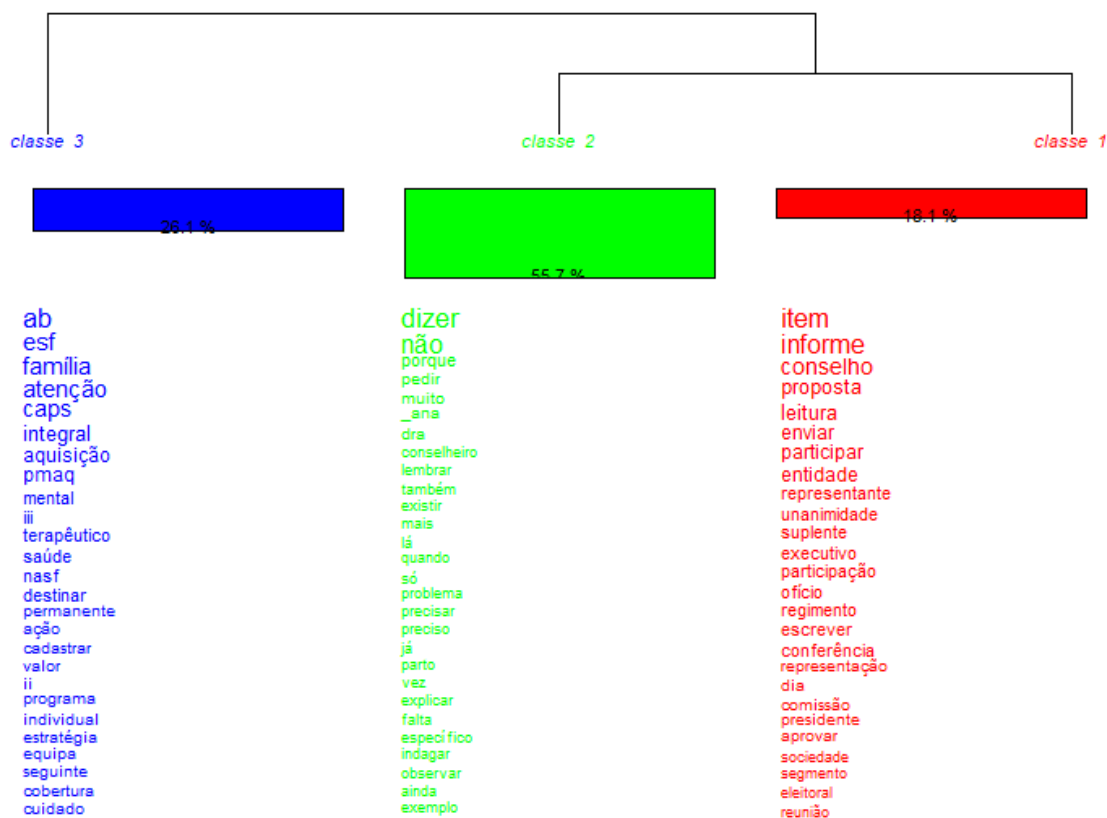 classe 3
classe 2
classe 1
26.1 %
55.7 %
18.1 %
ab
esf
família
atenção
caps
integral
aquisição
pmaq
mental
iii
terapêutico
saúde
nasf
destinar
permanente
ação
cadastrar
valor
ii
programa
individual
estratégia
equipa
seguinte
cobertura
cuidado
dizer
não
porque
pedir
muito
_ana
dra
conselheiro
lembrar
também
existir
mais
lá
quando
só
problema
precisar
preciso
já
parto
vez
explicar
falta
específico
indagar
observar
ainda
exemplo
item
informe
conselho
proposta
leitura
enviar
participar
entidade
representante
unanimidade
suplente
executivo
participação
ofício
regimento
escrever
conferência
representação
dia
comissão
presidente
aprovar
sociedade
segmento
eleitoral
reunião